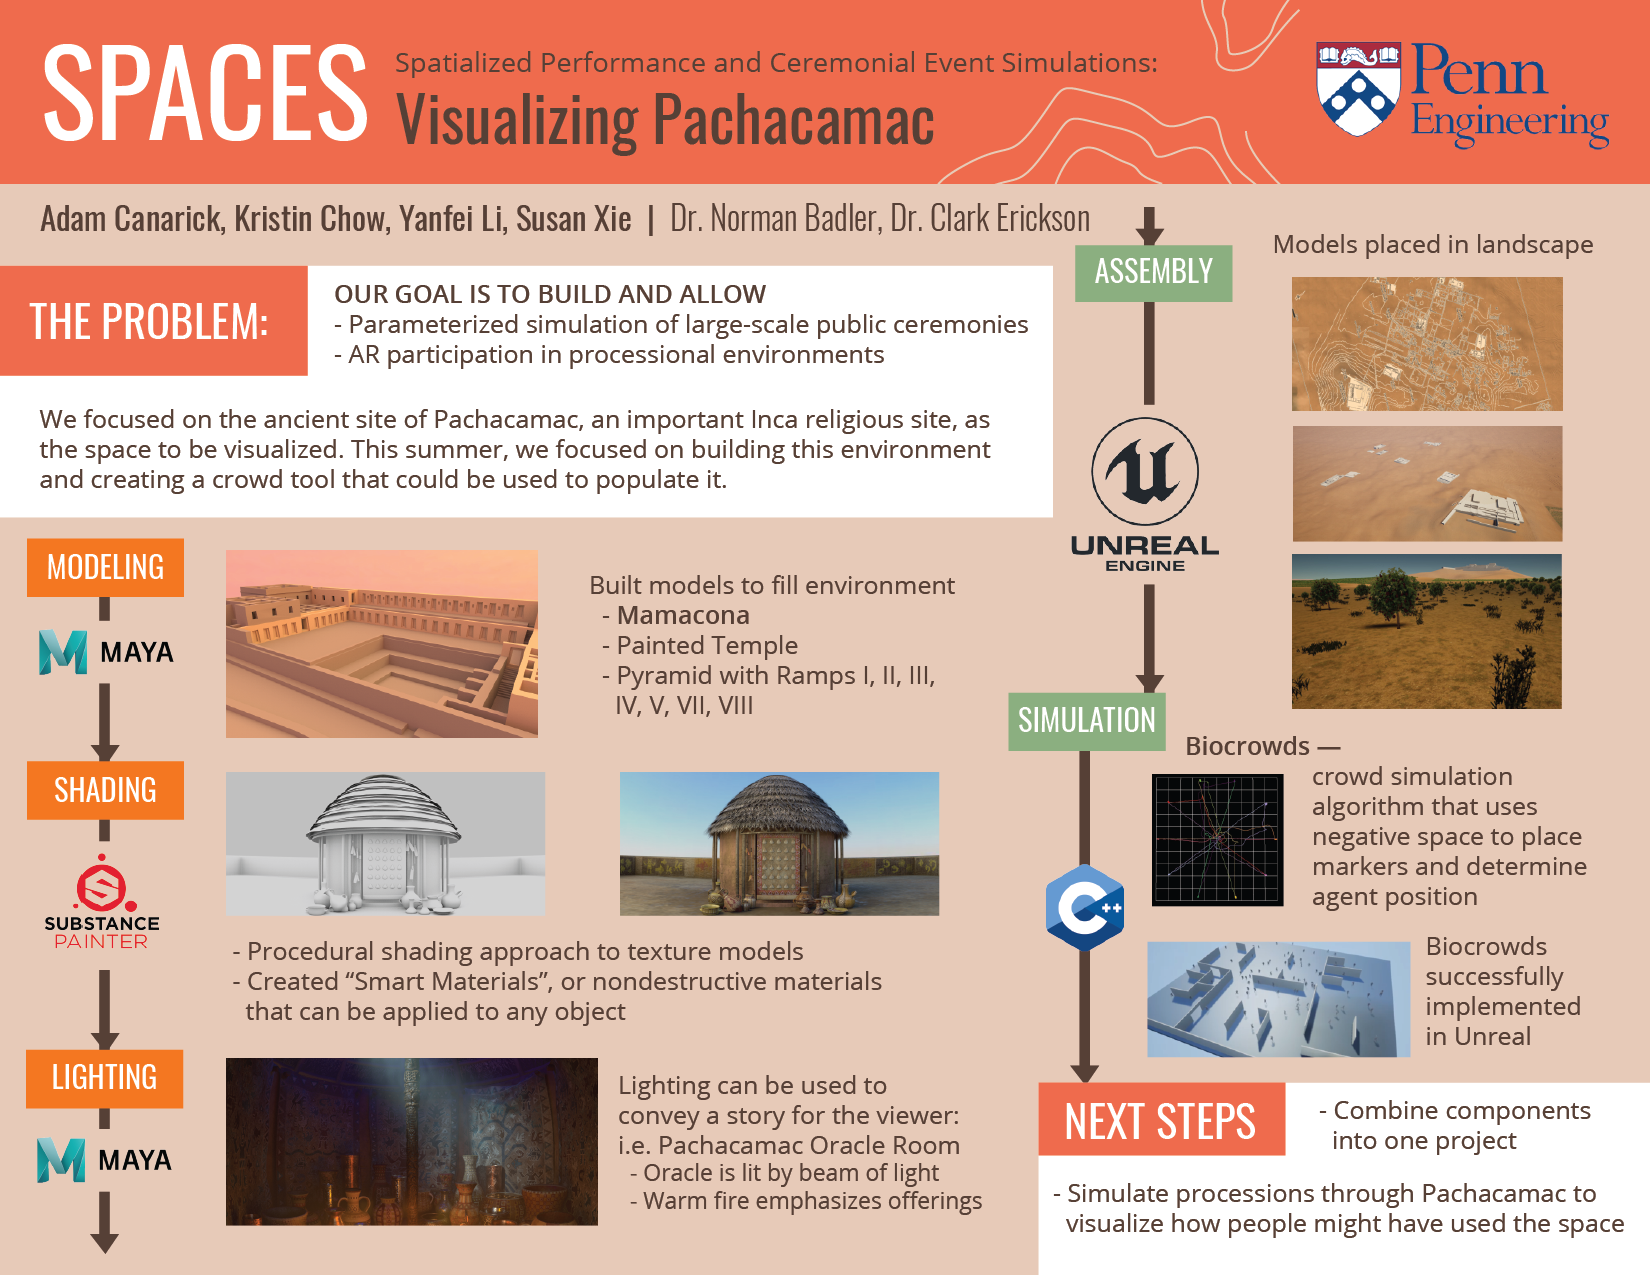 SPACES
Spatialized Performance and Ceremonial Event Simulations:
Visualizing Pachacamac
Penn
Engineering
Adam Canarick, Kristin Chow, Yanfei Li, Susan Xie | Dr. Norman Badler, Dr. Clark Erickson
THE PROBLEM:
OUR GOAL IS TO BUILD AND ALLOW
- Parameterized simulation of large-scale public ceremonies
- AR participation in processional environments
We focused on the ancient site of Pachacamac, an important Inca religious site, as
the space to be visualized. This summer, we focused on building this environment
and creating a crowd tool that could be used to populate it.
MODELING
MAYA
Built models to fill environment
- Mamacona
- Painted Temple
- Pyramid with Ramps I, II, III,
IV, V, VII, VIII
SHADING
SUBSTANCE
PAINTER
- Procedural shading approach to texture models
- Created “Smart Materials”, or nondestructive materials
that can be applied to any object
LIGHTING
MAYA
Lighting can be used to
convey a story for the viewer:
i.e. Pachacamac Oracle Room
- Oracle is lit by beam of light
- Warm fire emphasizes offerings
ASSEMBLY
Models placed in landscape
UNREAL
ENGINE
SIMULATION
Biocrowds —
crowd simulation
algorithm that uses
negative space to place
markers and determine
agent position
C++
Biocrowds
successfully
implemented
in Unreal
NEXT STEPS
- Combine components
into one project
- Simulate processions through Pachacamac to
visualize how people might have used the space